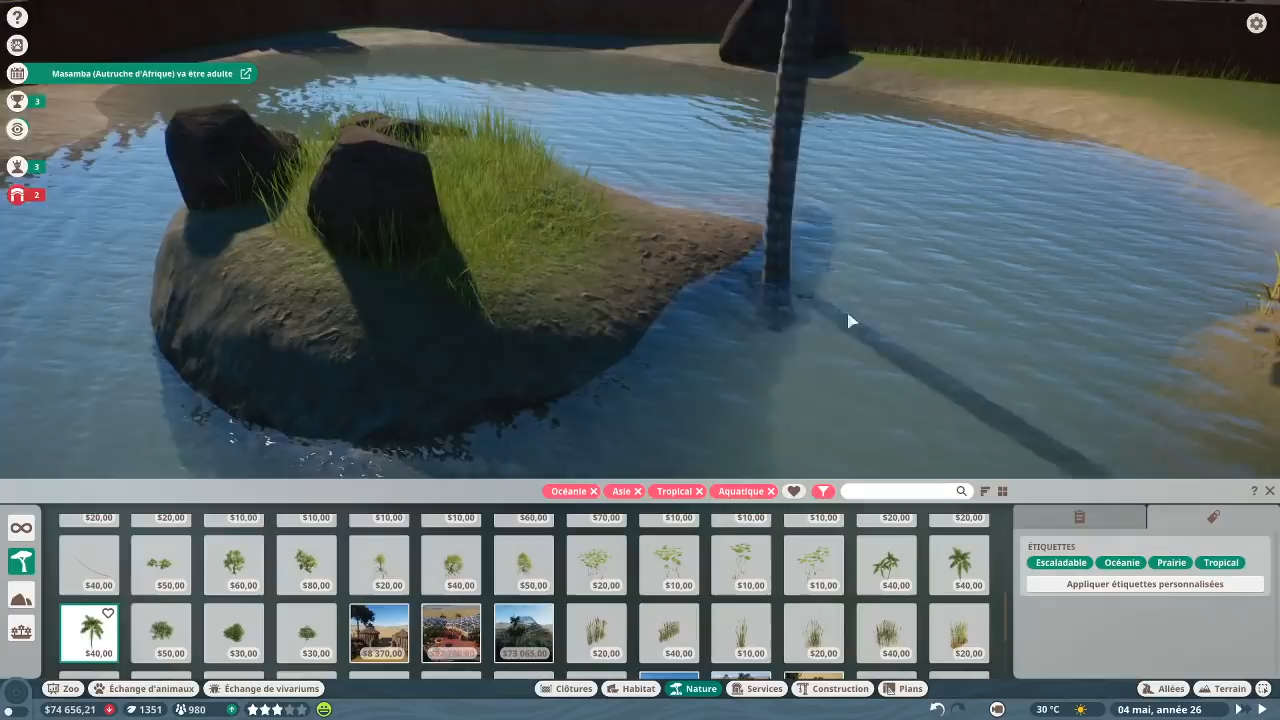 Masamba (Autruche d'Afrique) va être adulte
3
3
2
Océanie Asie Tropical Aquatique
$20,00 $20,00 $10,00 $10,00 $10,00 $10,00 $60,00 $70,00 $10,00 $10,00 $10,00 $20,00 $20,00
$40,00 $50,00 $60,00 $80,00 $20,00 $40,00 $50,00 $20,00 $10,00 $10,00 $10,00 $40,00 $40,00
$40,00 $50,00 $30,00 $30,00 $8 370,00 $73 065,00 $20,00 $40,00 $10,00 $20,00 $40,00 $20,00
ÉTIQUETTES
Escaladable Océanie Prairie Tropical
Appliquer étiquettes personnalisées
Zoo Échange d'animaux Échange de vivariums Clôtures Habitat Nature Services Construction Plans Allées Terrain
$74 656,21 1351 980 30 °C 04 mai, année 26